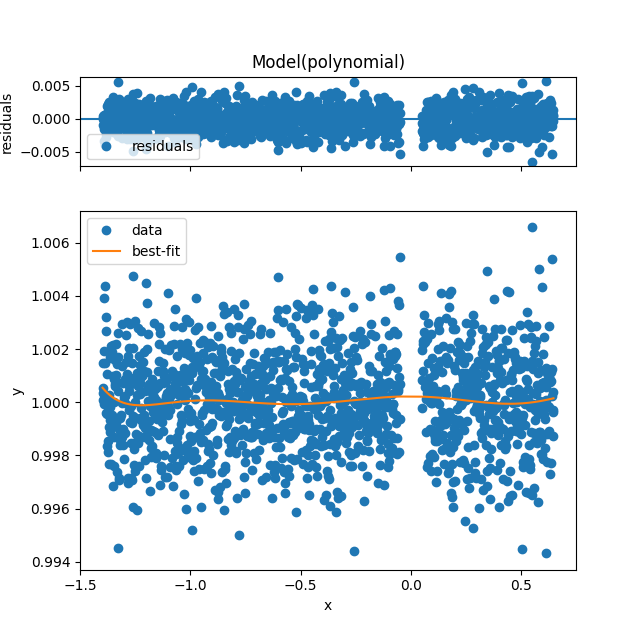 Model(polynomial)
residuals
0.005
0.000
−0.005
residuals
data
best-fit
y
1.006
1.004
1.002
1.000
0.998
0.996
0.994
−1.5
−1.0
−0.5
0.0
0.5
x